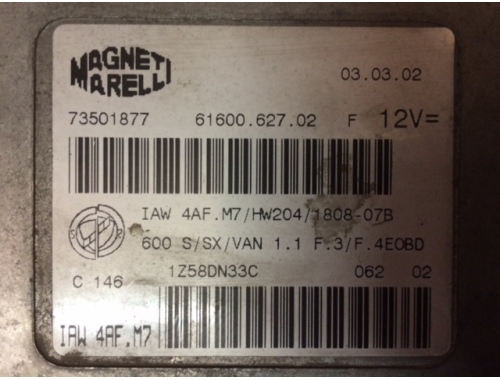 MAGNETI
MARELLI
03.03.02
73501877 61600.627.02 F 12V=
IAW 4AF.M7/HW204/1808-07B
600 S/SX/VAN 1.1 F.3/F.4EOBD
C 146 1Z58DN33C 062 02
IAW 4AF.M7